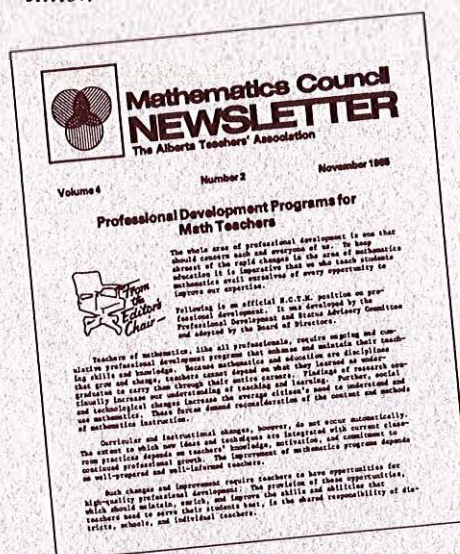 Mathematics Council
NEWSLETTER
The Alberta Teachers' Association
Volume 4
Number 2
November 1985
Professional Development Programs for
Math Teachers
From
the
Editor's
Chair
The whole area of professional development is one that
should concern each and everyone of us. To keep
abreast of the rapid changes in the area of mathematics
education it is imperative that we who teach students
mathematics avail ourselves of every opportunity to
improve our expertise.
Following is an official N.C.T.M. position on pro-
fessional development. It was developed by the
Professional Development and Status Advisory Committee
and adopted by the Board of Directors.
Teachers of mathematics, like all professionals, require ongoing and cum-
ulative professional development programs that enhance and maintain their teach-
ing skills and knowledge. Because mathematics and education are disciplines
that grow and change, teachers cannot depend on what they learned as under-
graduates to carry them through their entire careers. Findings of research con-
tinually increase our understanding of teaching and learning. Further, social
and technological changes increase the average citizen's need to understand and
use mathematics. These forces demand reconsideration of the content and methods
of mathematics instruction.
Curricular and instructional changes, however, do not occur automatically.
The extent to which new ideas and techniques are integrated with current class-
room practices depends on teachers' knowledge, motivation, and commitment to
continued professional growth. The improvement of mathematics programs depends
on well-prepared and well-informed teachers.
Such changes and improvement require teachers to have opportunities for
high-quality professional development. The provision of these opportunities,
which should maintain, enrich, and improve the skills and abilities that
teachers need to serve their students best, is the shared responsibility of dis-
tricts, schools, and individual teachers.